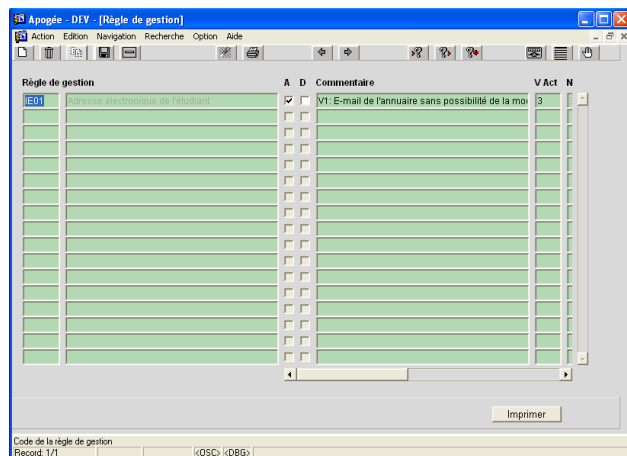 Apogée - DEV - [Règle de gestion]
Action Edition Navigation Recherche Option Aide
Règle de gestion A D Commentaire V Act N
IE01 Adresse électronique de l'étudiant V1: E-mail de l'annuaire sans possibilité de la mo 3
Imprimer
Code de la règle de gestion
Record: 1/1 <OSC> <DBG>